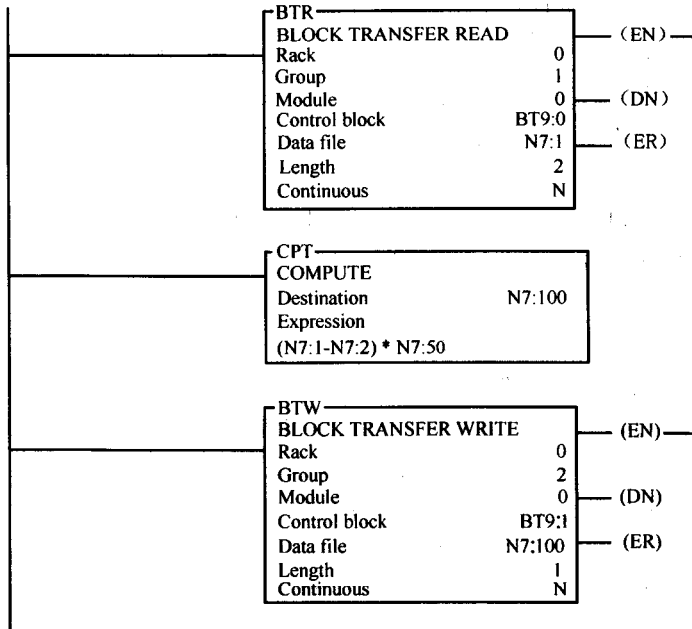 BTR
BLOCK TRANSFER READ (EN)
Rack 0
Group 1
Module 0 (DN)
Control block BT9:0
Data file N7:1 (ER)
Length 2
Continuous N
CPT
COMPUTE
Destination N7:100
Expression
(N7:1-N7:2) * N7:50
BTW
BLOCK TRANSFER WRITE (EN)
Rack 0
Group 2
Module 0 (DN)
Control block BT9:1
Data file N7:100 (ER)
Length 1
Continuous N